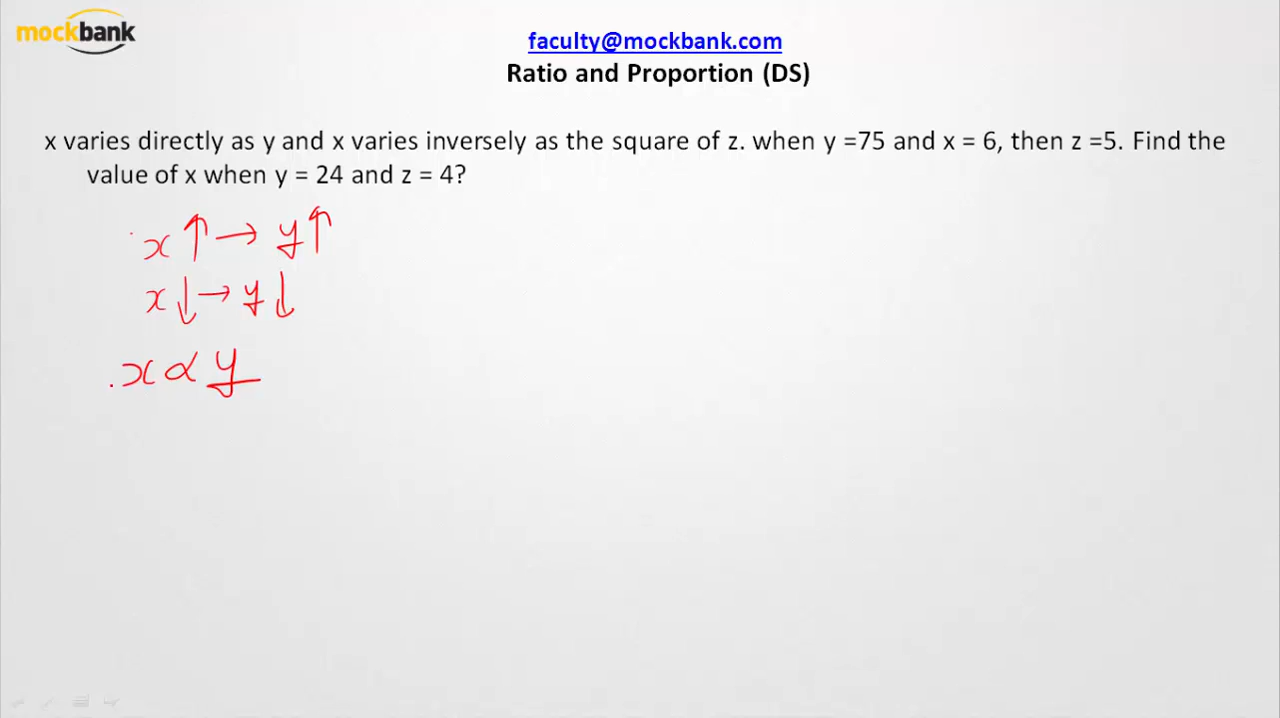 mockbank
faculty@mockbank.com
Ratio and Proportion (DS)
x varies directly as y and x varies inversely as the square of z. when y =75 and x = 6, then z =5. Find the
value of x when y = 24 and z = 4?
x ↑ → y ↑
x ↓ → y ↓
x ∝ y